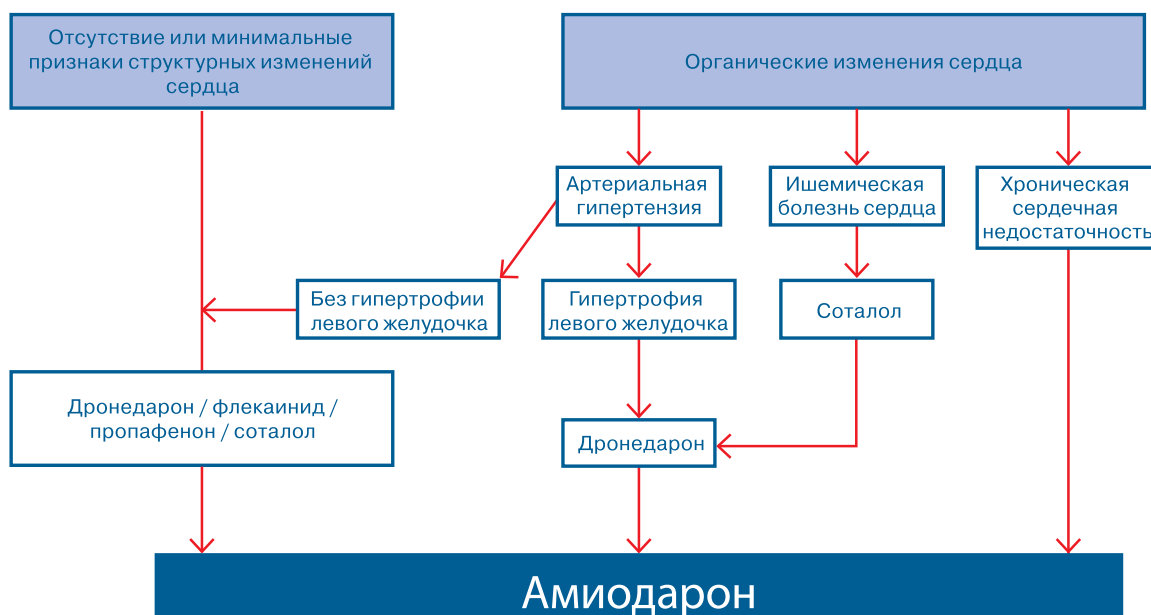 Отсутствие или минимальные
признаки структурных изменений
сердца
Органические изменения сердца
Артериальная
гипертензия
Ишемическая
болезнь сердца
Хроническая
сердечная
недостаточность
Без гипертрофии
левого желудочка
Гипертрофия
левого желудочка
Соталол
Дронедарон / флекаинид /
пропафенон / соталол
Дронедарон
Амиодарон